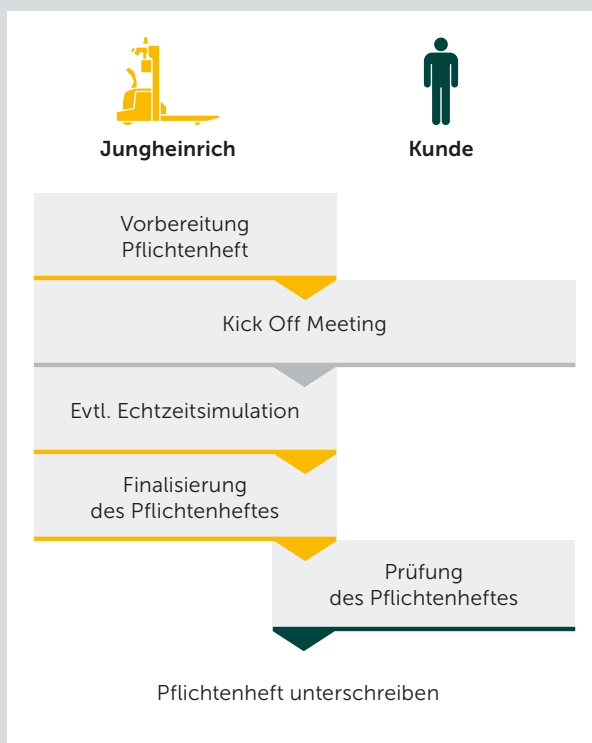 Jungheinrich
Kunde
Vorbereitung
Pflichtenheft
Kick Off Meeting
Evtl. Echtzeitsimulation
Finalisierung
des Pflichtenheftes
Prüfung
des Pflichtenheftes
Pflichtenheft unterschreiben